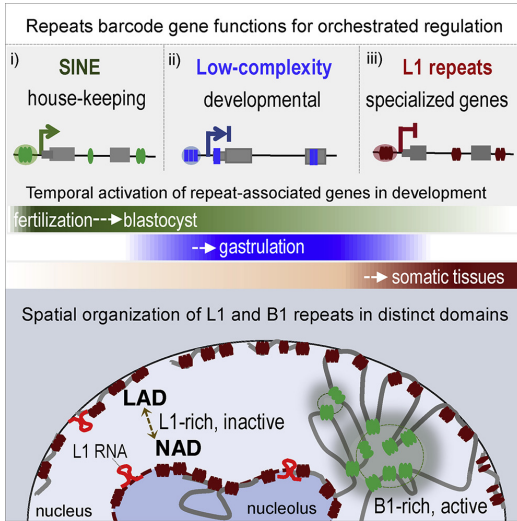 Repeats barcode gene functions for orchestrated regulation
i) SINE
house-keeping
ii) Low-complexity
developmental
iii) L1 repeats
specialized genes
Temporal activation of repeat-associated genes in development
fertilization blastocyst
gastrulation
somatic tissues
Spatial organization of L1 and B1 repeats in distinct domains
LAD
L1-rich, inactive
L1 RNA
NAD
nucleus
nucleolus
B1-rich, active